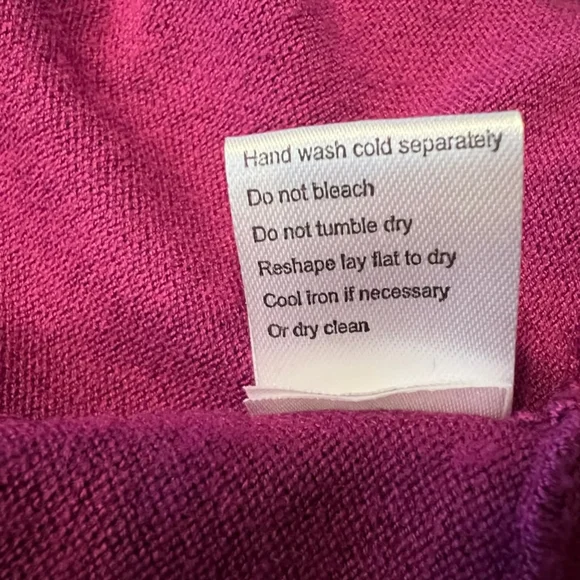 Hand wash cold separately
Do not bleach
Do not tumble dry
Reshape lay flat to dry
Cool iron if necessary
Or dry clean